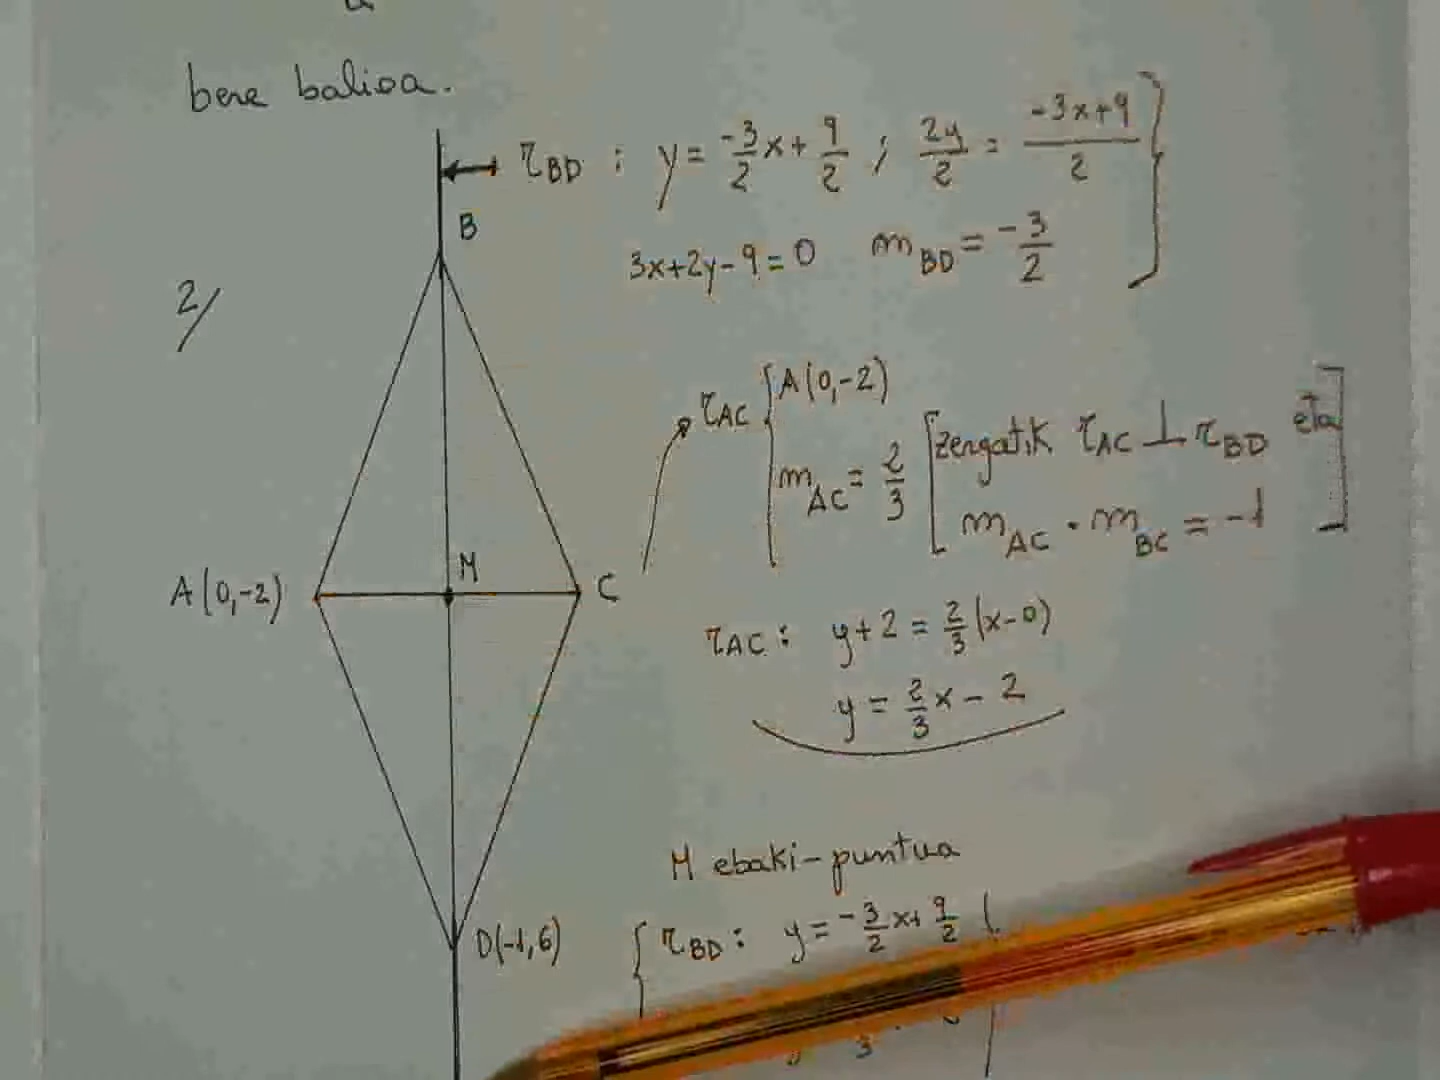 bere balioa.
r_BD : y = -3/2 x + 9/2 ; 2y/2 = (-3x+9)/2
B
3x+2y-9=0 m_BD = -3/2
2/
r_AC { A(0,-2)
m_AC = 2/3 [zergatik r_AC ⊥ r_BD eta
m_AC · m_BC = -1]
A(0,-2) M C
r_AC : y+2 = 2/3 (x-0)
y = 2/3 x - 2
M ebaki-puntua
D(-1,6) { r_BD : y = -3/2 x + 9/2
3